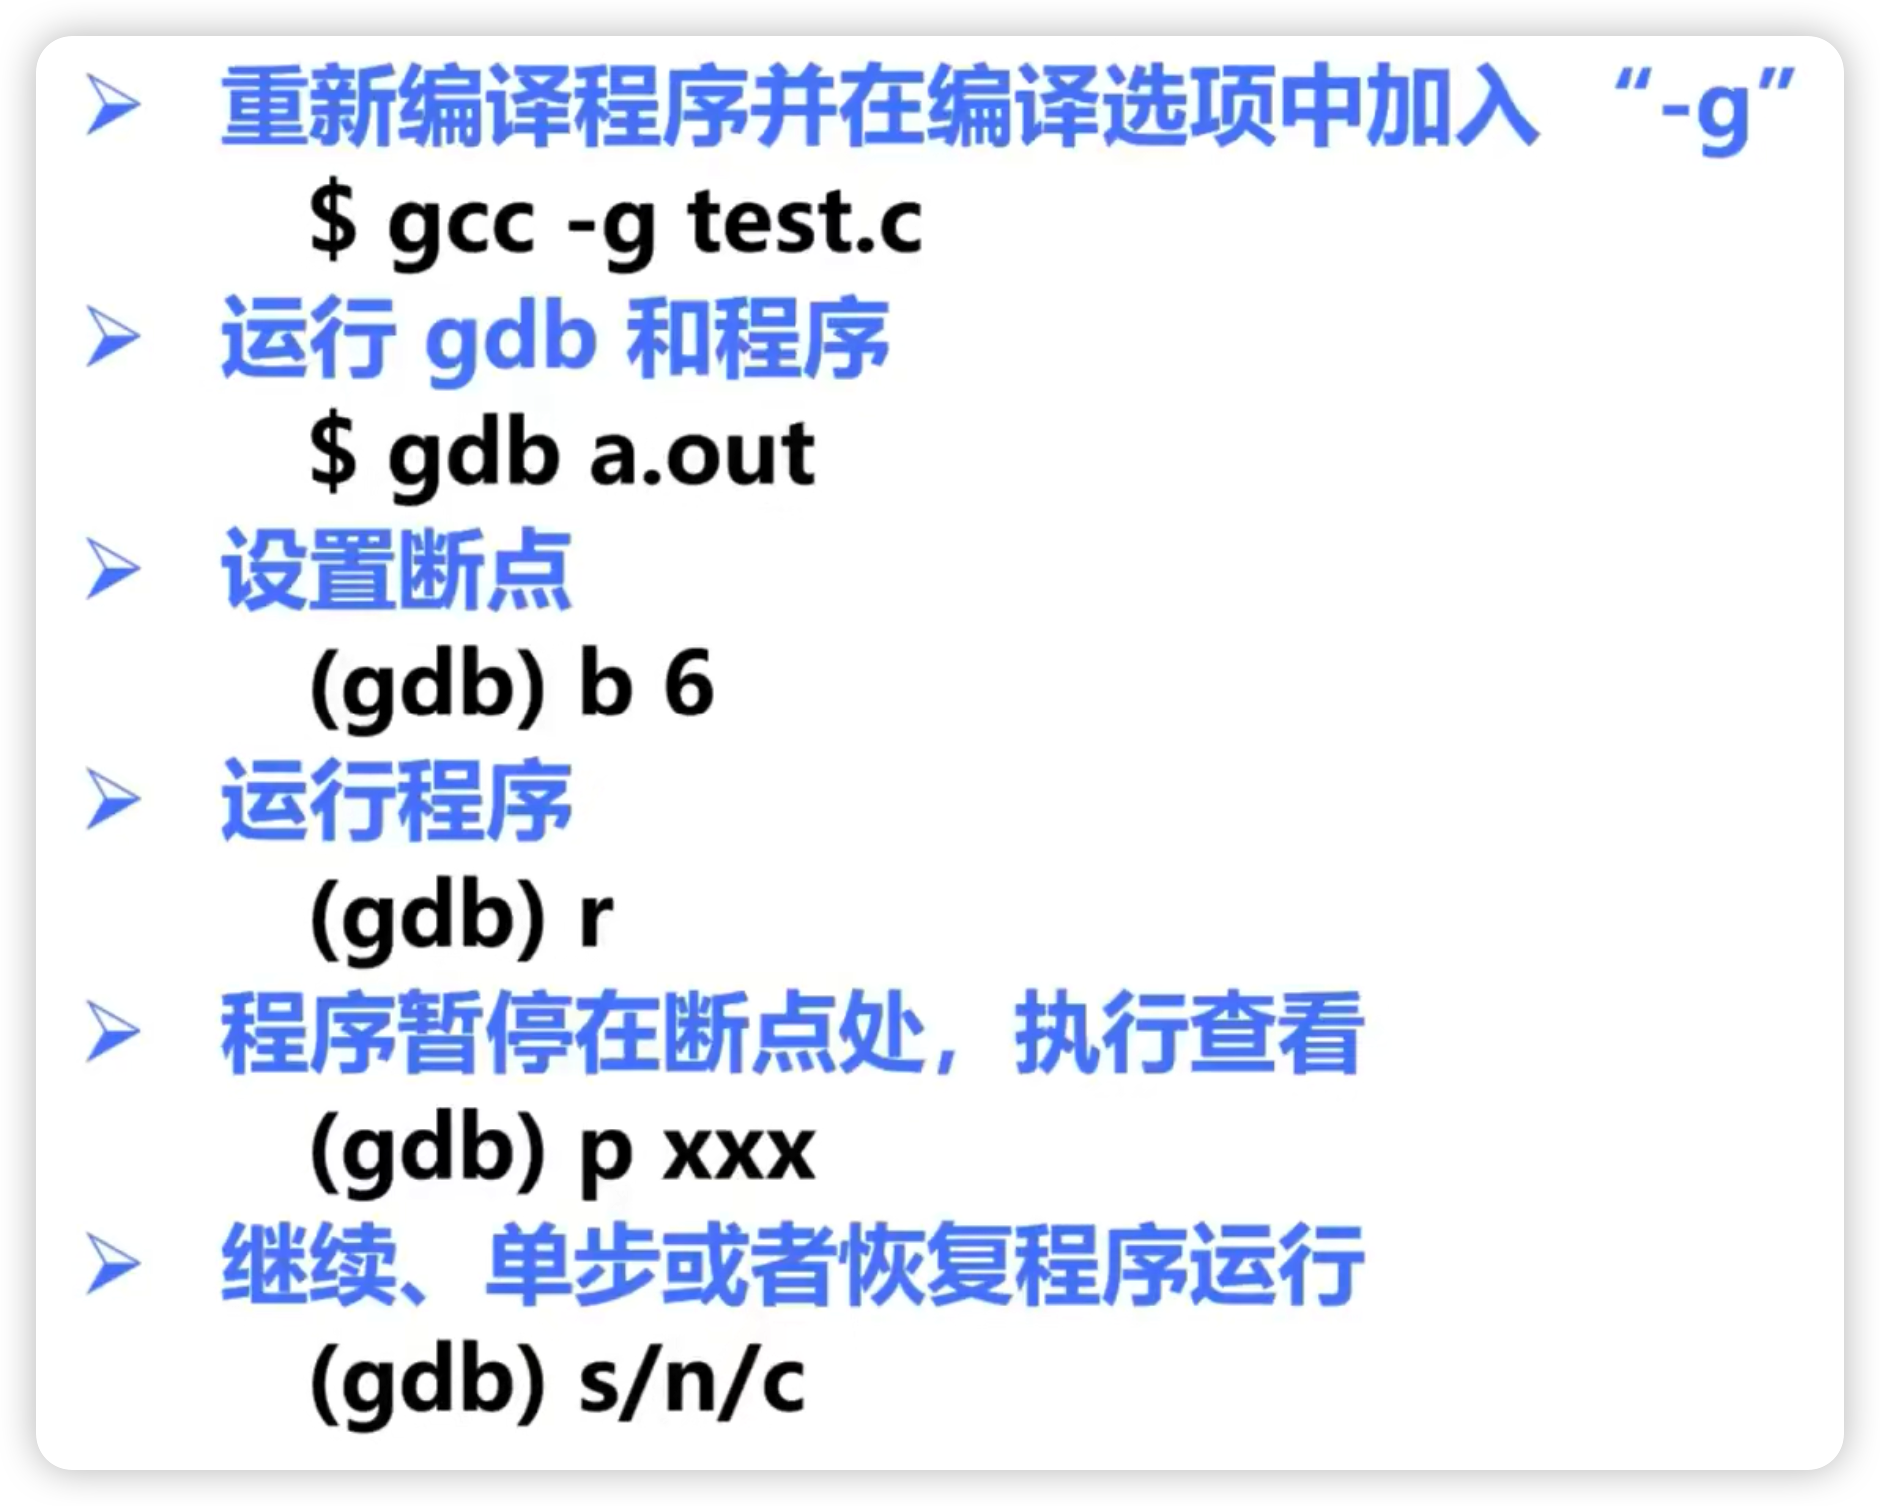 重新编译程序并在编译选项中加入 “-g”
$ gcc -g test.c
运行 gdb 和程序
$ gdb a.out
设置断点
(gdb) b 6
运行程序
(gdb) r
程序暂停在断点处，执行查看
(gdb) p xxx
继续、单步或者恢复程序运行
(gdb) s/n/c